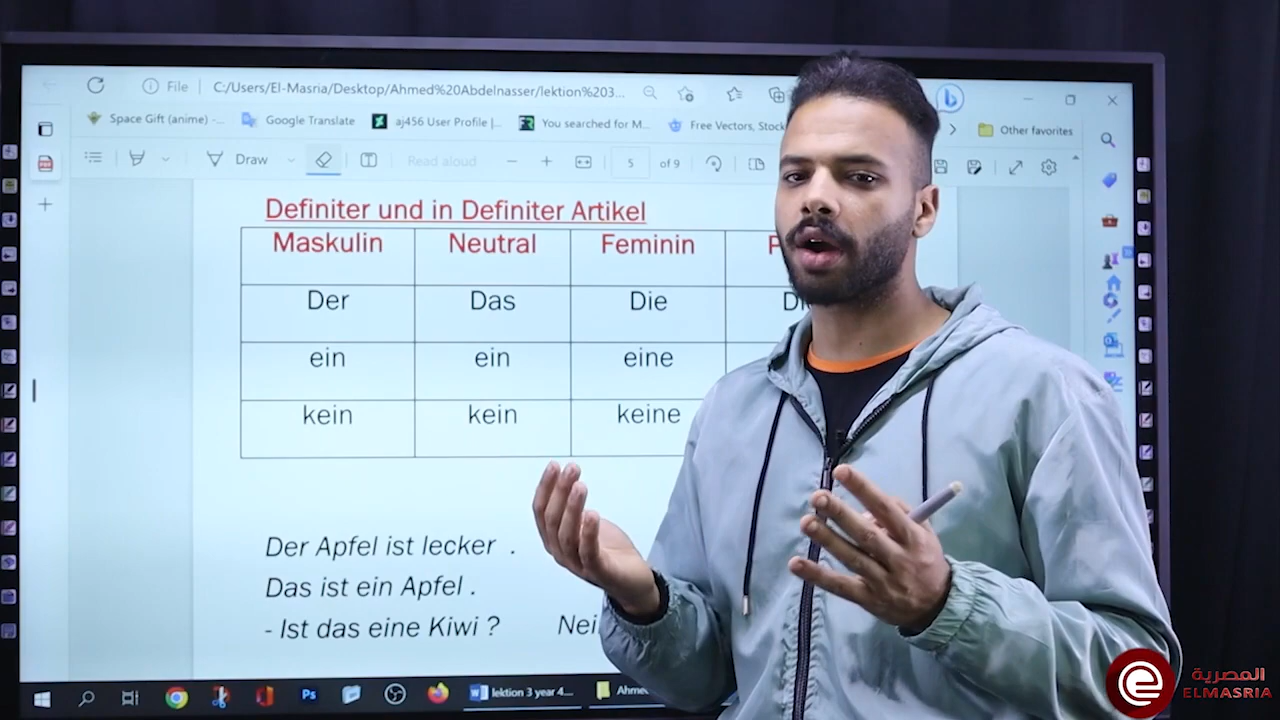 File
C:/Users/El-Masria/Desktop/Ahmed%20Abdelnasser/lektion%203...
Space Gift (anime) -...
Google Translate
aj456 User Profile |...
You searched for M...
Free Vectors, Stock
Other favorites
Draw
Read aloud
5
of 9
Definiter und in Definiter Artikel
Maskulin Neutral Feminin
Der Das Die
ein ein eine
kein kein keine
Der Apfel ist lecker .
Das ist ein Apfel .
- Ist das eine Kiwi ?
lektion 3 year 4...
المصرية
ELMASRIA